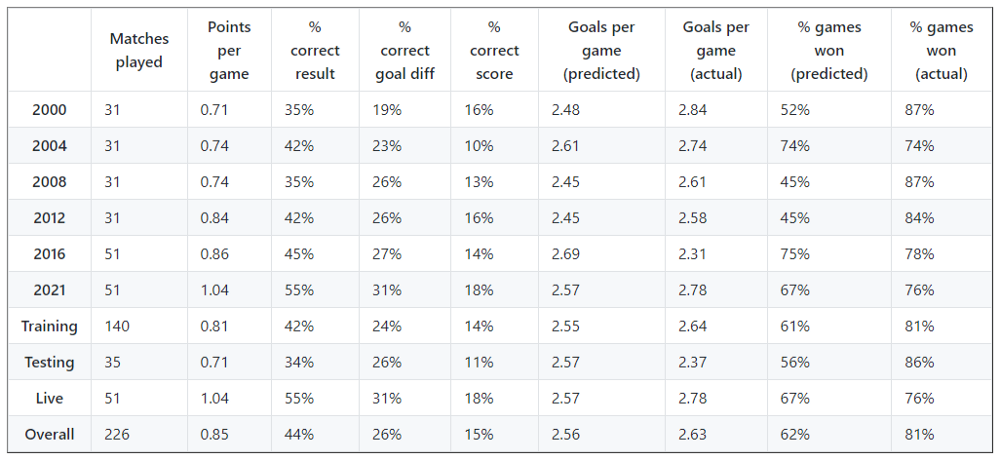 Matches played Points per game % correct result % correct goal diff % correct score Goals per game (predicted) Goals per game (actual) % games won (predicted) % games won (actual)
2000 31 0.71 35% 19% 16% 2.48 2.84 52% 87%
2004 31 0.74 42% 23% 10% 2.61 2.74 74% 74%
2008 31 0.74 35% 26% 13% 2.45 2.61 45% 87%
2012 31 0.84 42% 26% 16% 2.45 2.58 45% 84%
2016 51 0.86 45% 27% 14% 2.69 2.31 75% 78%
2021 51 1.04 55% 31% 18% 2.57 2.78 67% 76%
Training 140 0.81 42% 24% 14% 2.55 2.64 61% 81%
Testing 35 0.71 34% 26% 11% 2.57 2.37 56% 86%
Live 51 1.04 55% 31% 18% 2.57 2.78 67% 76%
Overall 226 0.85 44% 26% 15% 2.56 2.63 62% 81%